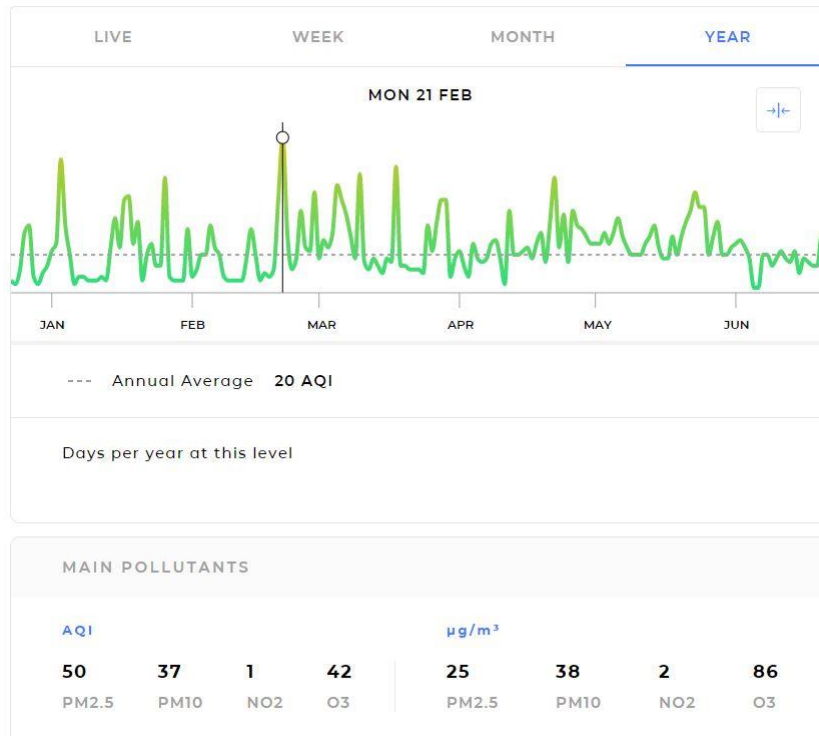 LIVE WEEK MONTH YEAR
MON 21 FEB
JAN FEB MAR APR MAY JUN
Annual Average 20 AQI
Days per year at this level
MAIN POLLUTANTS
AQI µg/m³
50 37 1 42 25 38 2 86
PM2.5 PM10 NO2 O3 PM2.5 PM10 NO2 O3